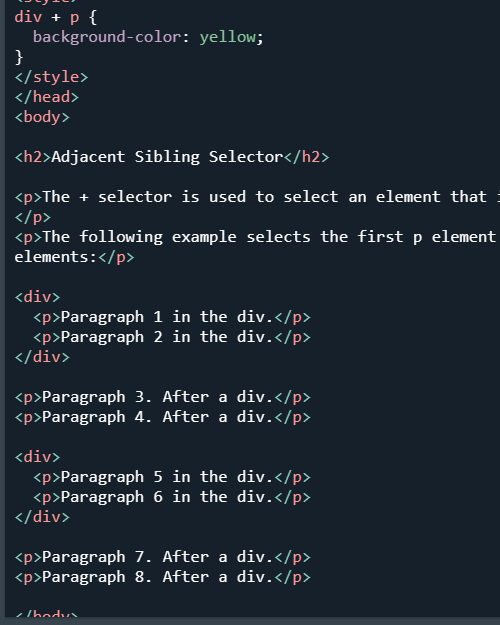 <style>
div + p {
  background-color: yellow;
}
</style>
</head>
<body>
<h2>Adjacent Sibling Selector</h2>
<p>The + selector is used to select an element that
</p>
<p>The following example selects the first p element
elements:</p>
<div>
  <p>Paragraph 1 in the div.</p>
  <p>Paragraph 2 in the div.</p>
</div>
<p>Paragraph 3. After a div.</p>
<p>Paragraph 4. After a div.</p>
<div>
  <p>Paragraph 5 in the div.</p>
  <p>Paragraph 6 in the div.</p>
</div>
<p>Paragraph 7. After a div.</p>
<p>Paragraph 8. After a div.</p>
</body>